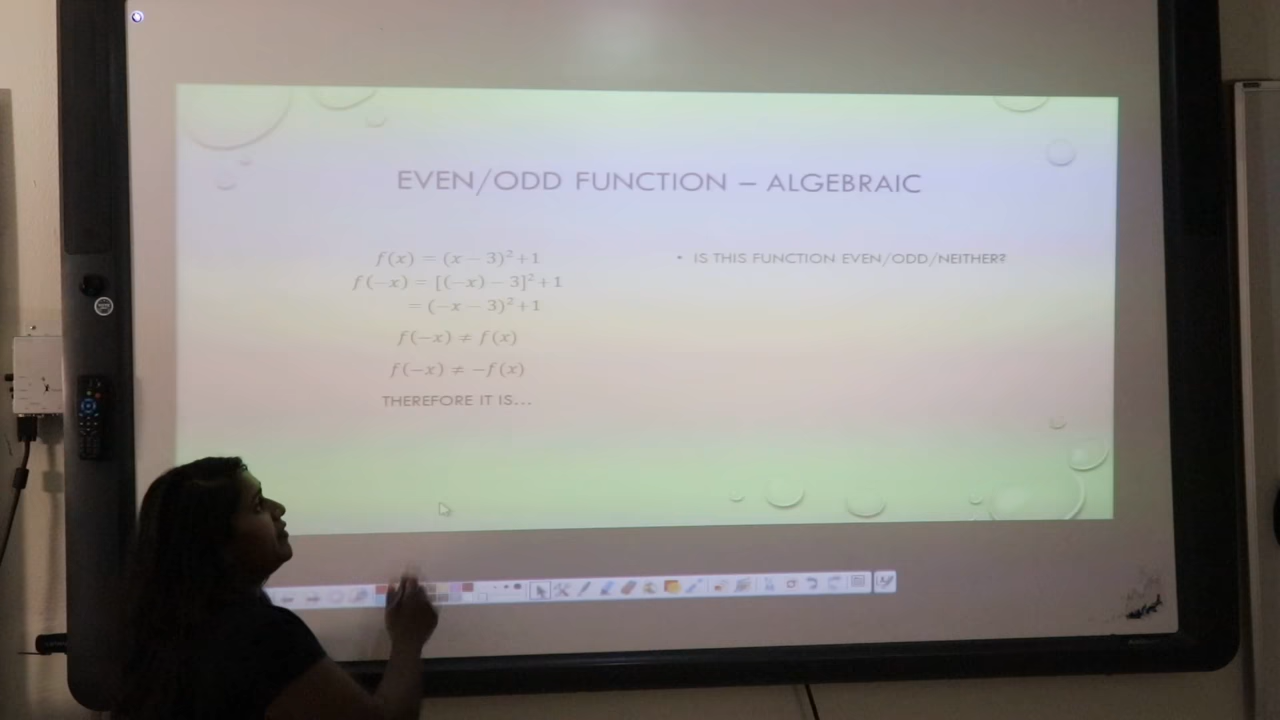 EVEN/ODD FUNCTION – ALGEBRAIC
f(x) = (x − 3)²+1
f(−x) = [(−x) − 3]²+1
= (−x − 3)²+1
f(−x) ≠ f(x)
f(−x) ≠ −f(x)
THEREFORE IT IS...
• IS THIS FUNCTION EVEN/ODD/NEITHER?